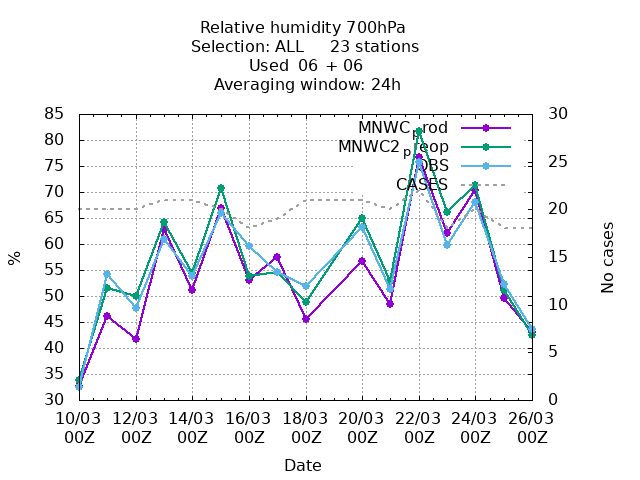 Relative humidity 700hPa
Selection: ALL 23 stations
Used 06 + 06
Averaging window: 24h
85
80
75
70
65
60
55
50
45
40
35
30
%
30
25
20
15
10
5
0
No cases
MNWCprod
MNWC2preop
OBS
CASES
10/03 12/03 14/03 16/03 18/03 20/03 22/03 24/03 26/03
00Z 00Z 00Z 00Z 00Z 00Z 00Z 00Z 00Z
Date